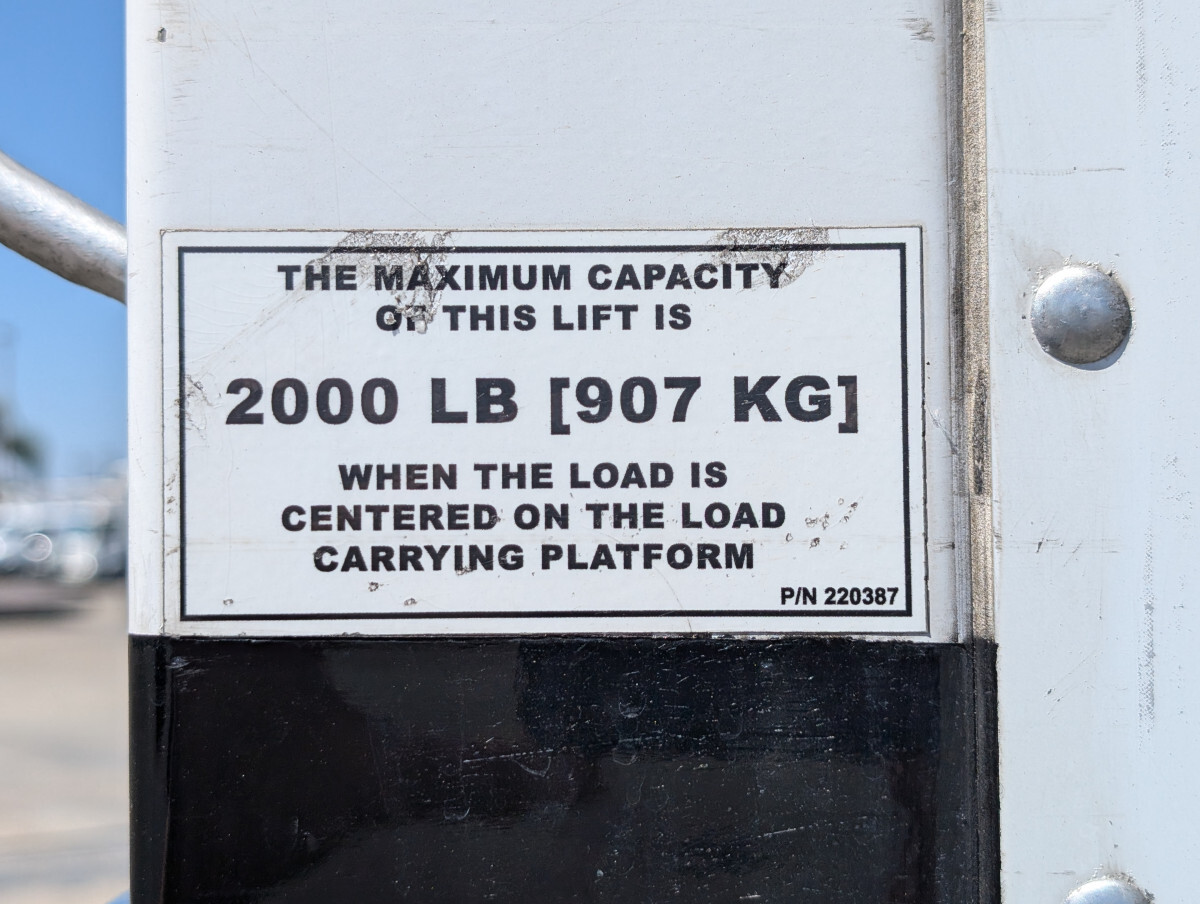 THE MAXIMUM CAPACITY
OF THIS LIFT IS
2000 LB [907 KG]
WHEN THE LOAD IS
CENTERED ON THE LOAD
CARRYING PLATFORM
P/N 220387